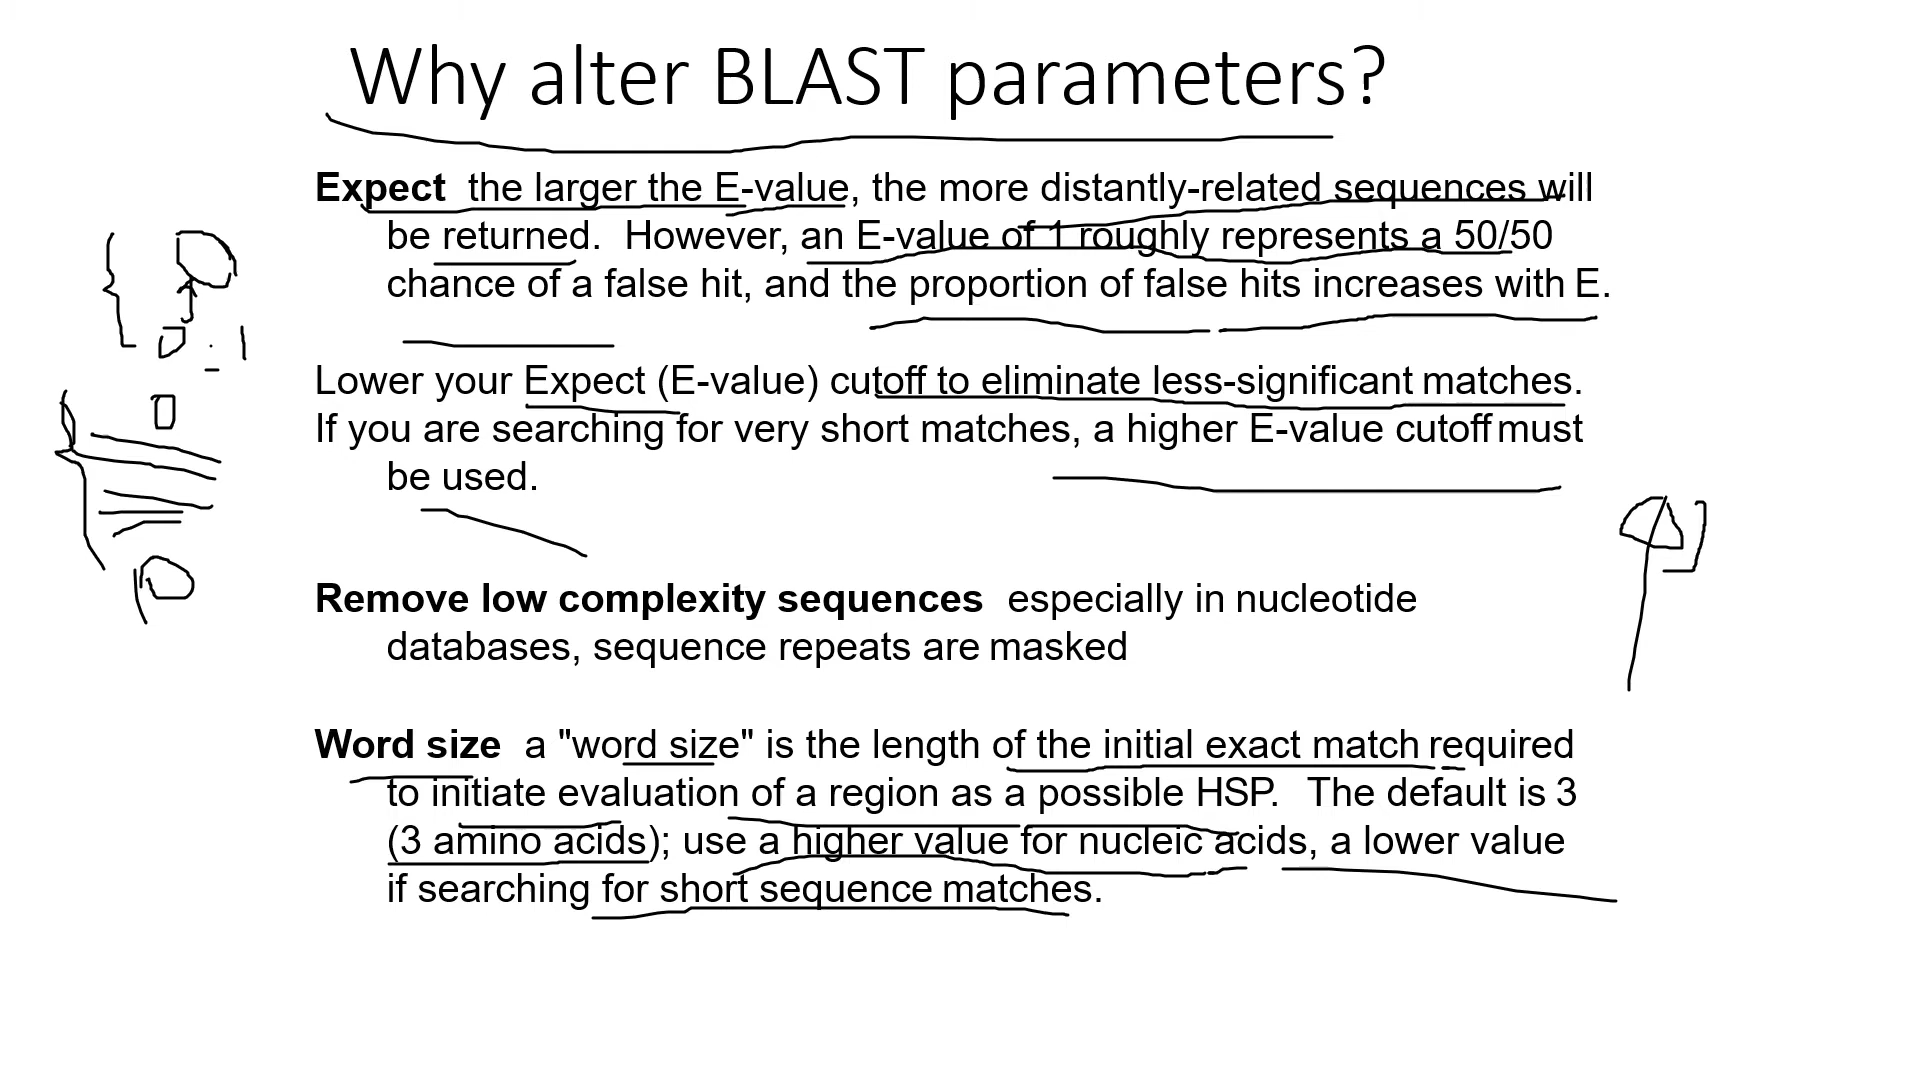 Why alter BLAST parameters?
Expect the larger the E-value, the more distantly-related sequences will
be returned. However, an E-value of 1 roughly represents a 50/50
chance of a false hit, and the proportion of false hits increases with E.
Lower your Expect (E-value) cutoff to eliminate less-significant matches.
If you are searching for very short matches, a higher E-value cutoff must
be used.
Remove low complexity sequences especially in nucleotide
databases, sequence repeats are masked
Word size a "word size" is the length of the initial exact match required
to initiate evaluation of a region as a possible HSP. The default is 3
(3 amino acids); use a higher value for nucleic acids, a lower value
if searching for short sequence matches.